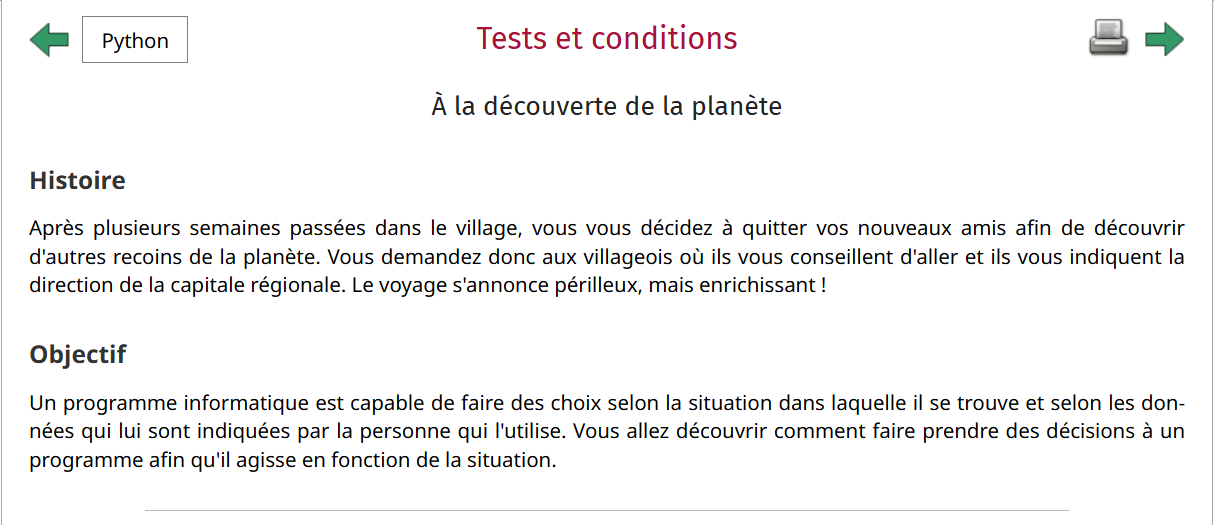 Python
Tests et conditions
À la découverte de la planète
Histoire
Après plusieurs semaines passées dans le village, vous vous décidez à quitter vos nouveaux amis afin de découvrir
d'autres recoins de la planète. Vous demandez donc aux villageois où ils vous conseillent d'aller et ils vous indiquent la
direction de la capitale régionale. Le voyage s'annonce périlleux, mais enrichissant !
Objectif
Un programme informatique est capable de faire des choix selon la situation dans laquelle il se trouve et selon les don-
nées qui lui sont indiquées par la personne qui l'utilise. Vous allez découvrir comment faire prendre des décisions à un
programme afin qu'il agisse en fonction de la situation.